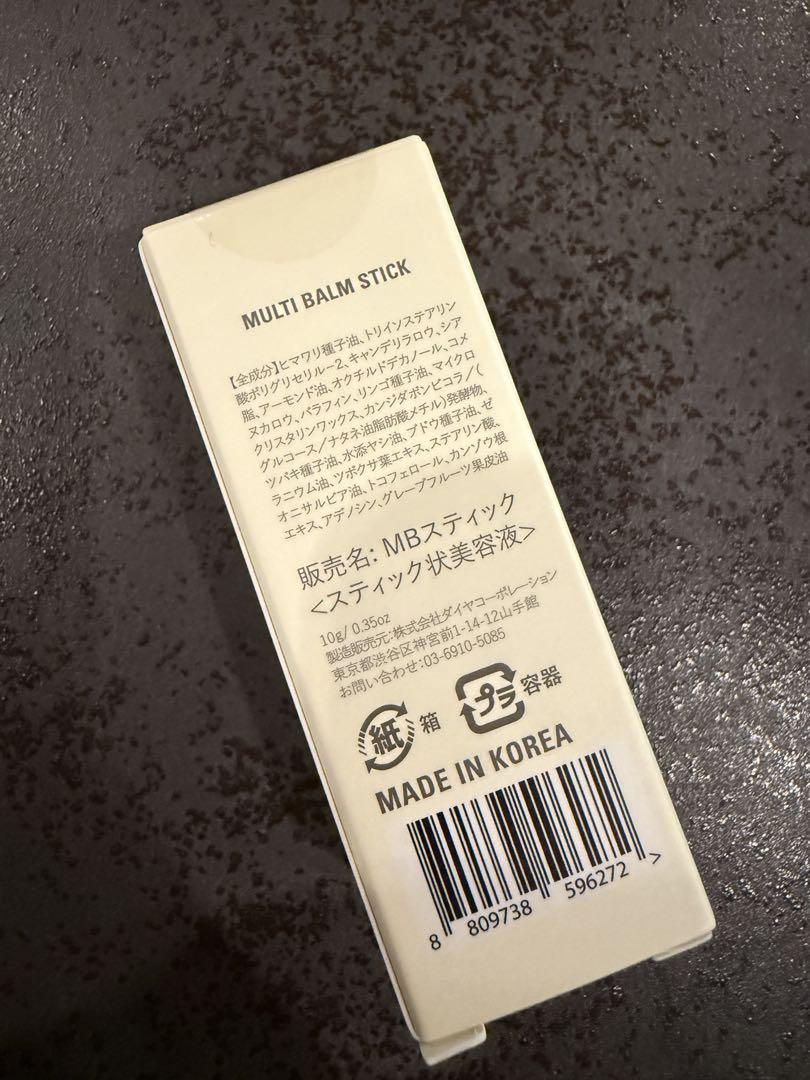 MULTI BALM STICK
【全成分】ヒマワリ種子油、トリイソステアリン
酸ポリグリセリル-2、キャンデリラロウ、シア
脂、アーモンド油、オクチルドデカノール、コメ
ヌカロウ、パラフィン、リンゴ種子油、マイクロ
クリスタリンワックス、カンジダボンビコラ/(
グルコース/ナタネ油脂肪酸メチル)発酵物、
ツバキ種子油、水添ヤシ油、ブドウ種子油、ゼ
ラニウム油、ツボクサ葉エキス、ステアリン酸、
オニサルビア油、トコフェロール、カンゾウ根
エキス、アデノシン、グレープフルーツ果皮油
販売名: MBスティック
<スティック状美容液>
10g/ 0.35oz
製造販売元:株式会社ダイヤコーポレーション
東京都渋谷区神宮前1-14-12山手館
お問い合わせ:03-6910-5085
紙 箱 プラ 容器
MADE IN KOREA
8 809738 596272 >